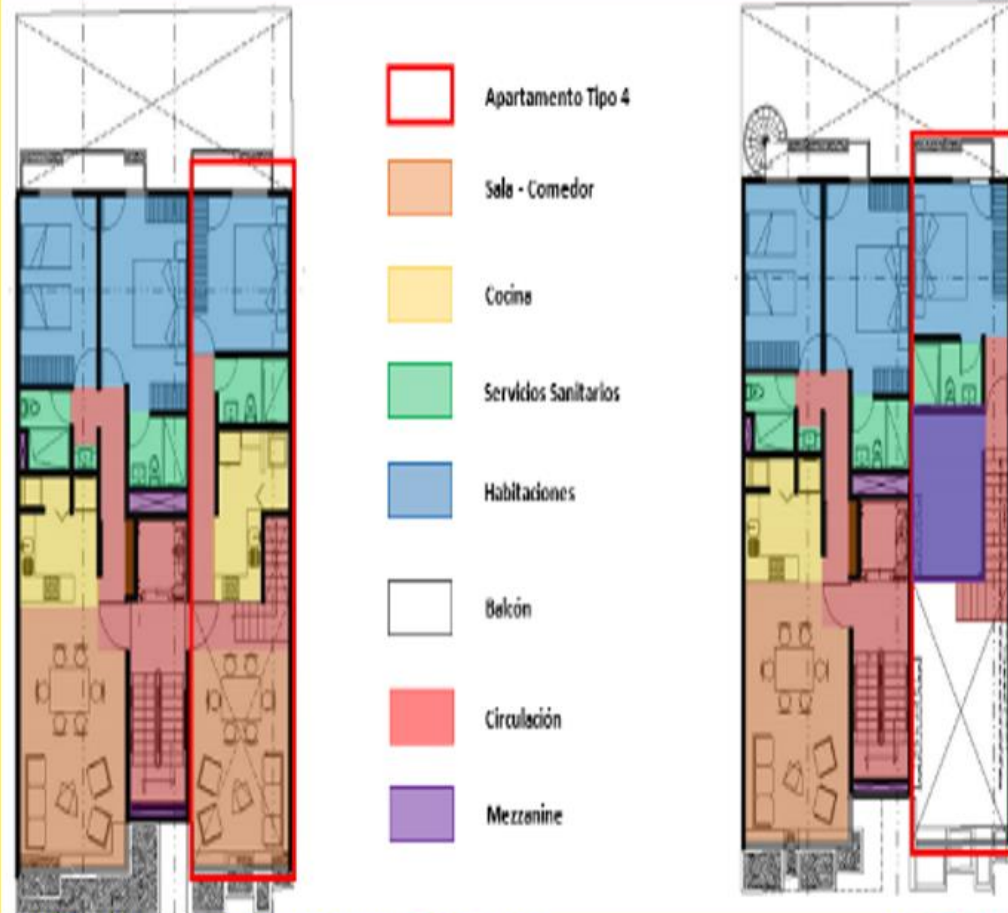 Apartamento Tipo 4
Sala - Comedor
Cocina
Servicios Sanitarios
Habitaciones
Balcón
Circulación
Mezzanine